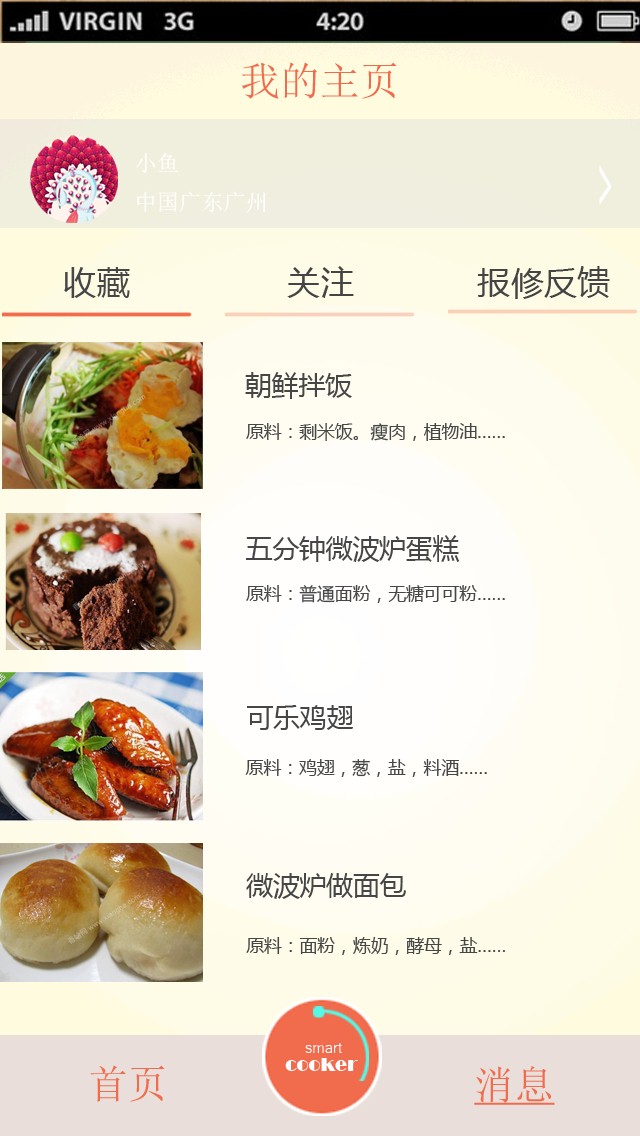 VIRGIN 3G 4:20
我的主页
小鱼
中国广东广州
收藏 关注 报修反馈
朝鲜拌饭
原料：剩米饭。瘦肉，植物油......
五分钟微波炉蛋糕
原料：普通面粉，无糖可可粉......
可乐鸡翅
原料：鸡翅，葱，盐，料酒......
微波炉做面包
原料：面粉，炼奶，酵母，盐......
smart
cooker
首页 消息